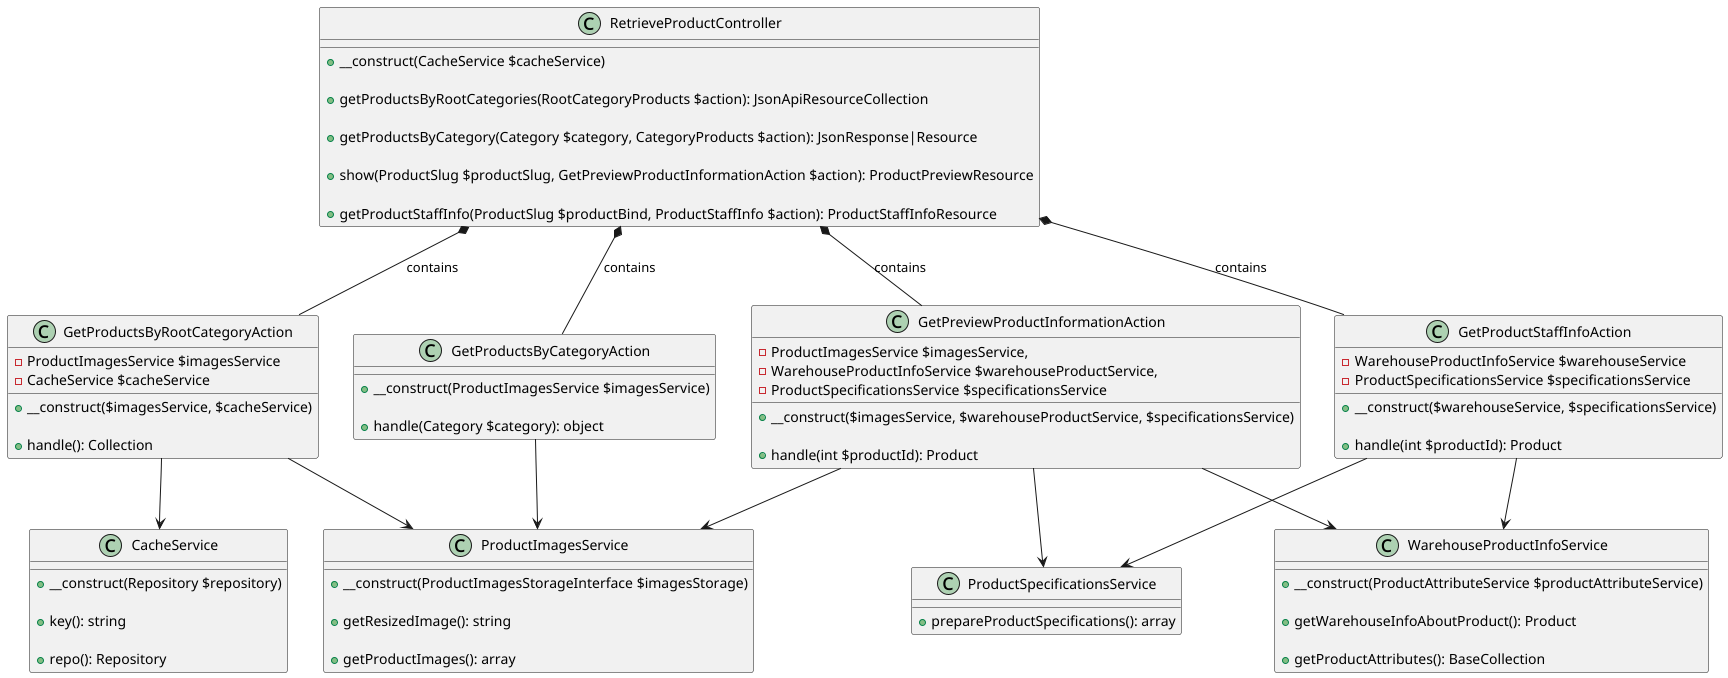 C RetrieveProductController
__construct(CacheService $cacheService)
getProductsByRootCategories(RootCategoryProducts $action): JsonApiResourceCollection
getProductsByCategory(Category $category, CategoryProducts $action): JsonResponse|Resource
show(ProductSlug $productSlug, GetPreviewProductInformationAction $action): ProductPreviewResource
getProductStaffInfo(ProductSlug $productBind, ProductStaffInfo $action): ProductStaffInfoResource
contains
contains
contains
contains
C GetProductsByRootCategoryAction
ProductImagesService $imagesService
CacheService $cacheService
__construct($imagesService, $cacheService)
handle(): Collection
C GetProductsByCategoryAction
__construct(ProductImagesService $imagesService)
handle(Category $category): object
C GetPreviewProductInformationAction
ProductImagesService $imagesService,
WarehouseProductInfoService $warehouseProductService,
ProductSpecificationsService $specificationsService
__construct($imagesService, $warehouseProductService, $specificationsService)
handle(int $productId): Product
C GetProductStaffInfoAction
WarehouseProductInfoService $warehouseService
ProductSpecificationsService $specificationsService
__construct($warehouseService, $specificationsService)
handle(int $productId): Product
C CacheService
__construct(Repository $repository)
key(): string
repo(): Repository
C ProductImagesService
__construct(ProductImagesStorageInterface $imagesStorage)
getResizedImage(): string
getProductImages(): array
C ProductSpecificationsService
prepareProductSpecifications(): array
C WarehouseProductInfoService
__construct(ProductAttributeService $productAttributeService)
getWarehouseInfoAboutProduct(): Product
getProductAttributes(): BaseCollection